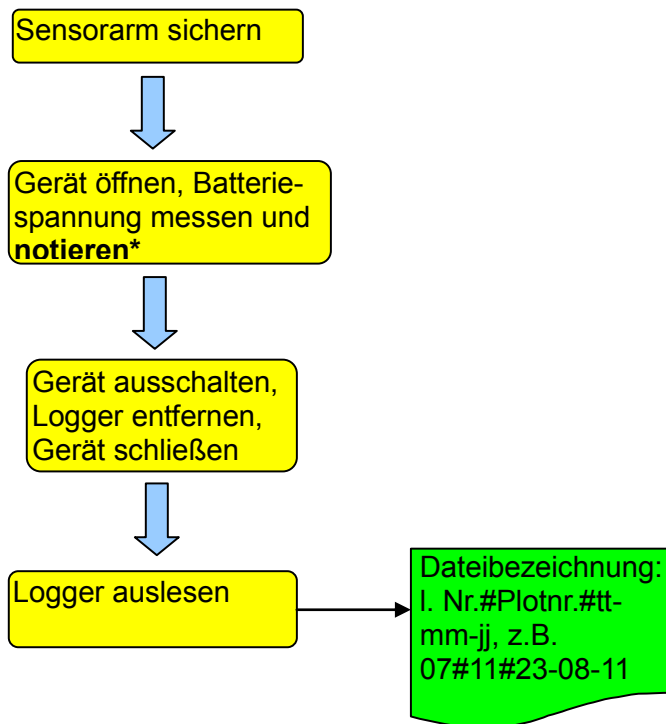 Sensorarm sichern
Gerät öffnen, Batterie-
spannung messen und
notieren*
Gerät ausschalten,
Logger entfernen,
Gerät schließen
Logger auslesen
Dateibezeichnung:
l. Nr.#Plotnr.#tt-
mm-jj, z.B.
07#11#23-08-11